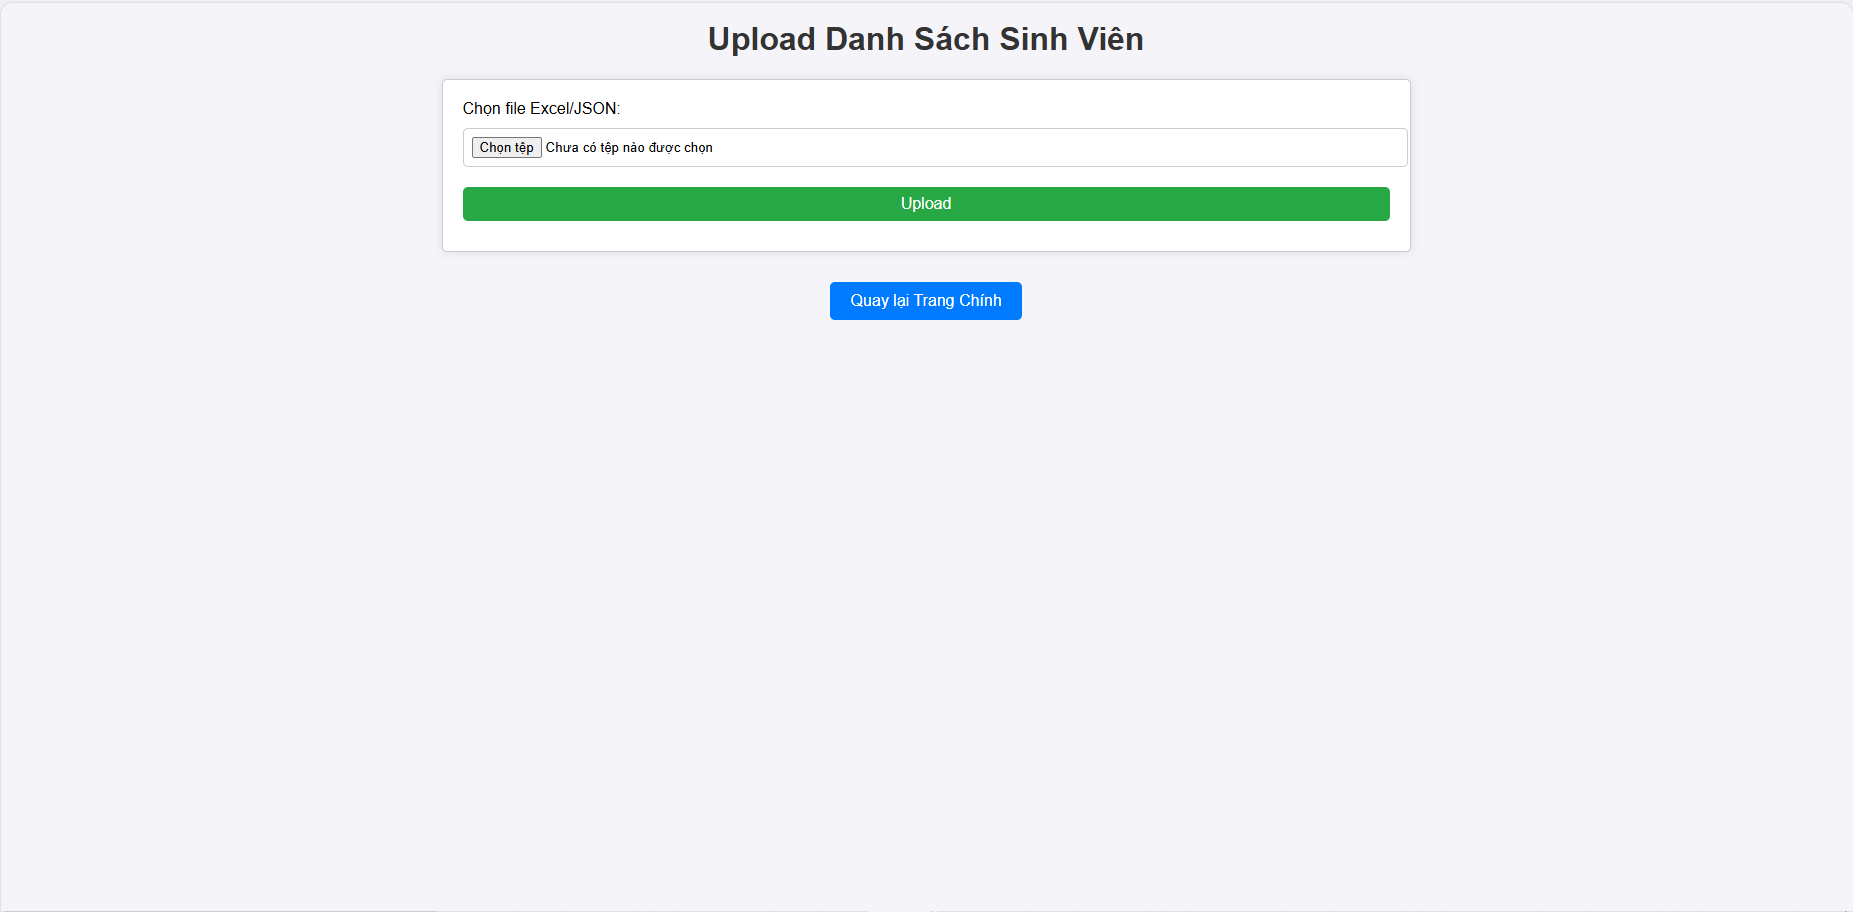 Upload Danh Sách Sinh Viên
Chọn file Excel/JSON:
Chọn tệp Chưa có tệp nào được chọn
Upload
Quay lại Trang Chính